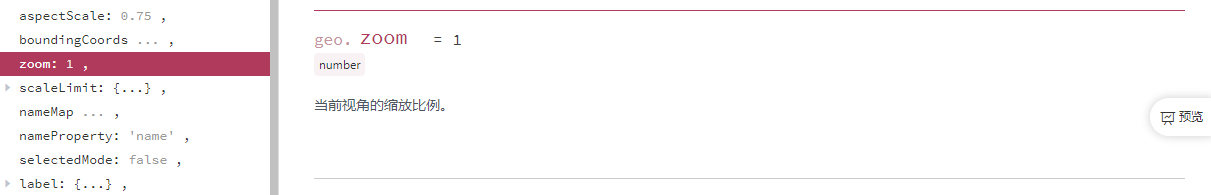 aspectScale: 0.75 ,
boundingCoords ... ,
zoom: 1 ,
scaleLimit: {...} ,
nameMap ... ,
nameProperty: 'name' ,
selectedMode: false ,
label: {...} ,
geo. zoom = 1
number
当前视角的缩放比例。
预览